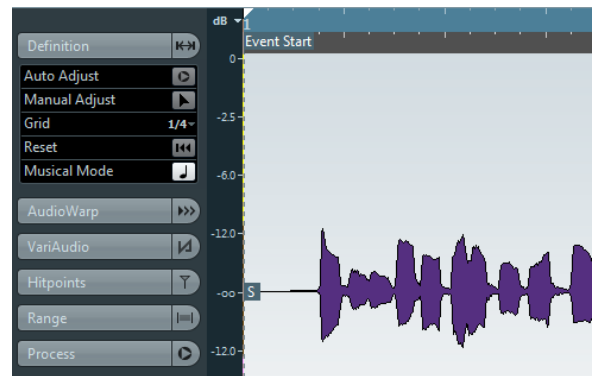 dB
1
Definition
Event Start
0
Auto Adjust
Manual Adjust
Grid 1/4
Reset
Musical Mode
-2.5
-6.0
AudioWarp
VariAudio
-12.0
Hitpoints
-oo
S
Range
Process
-12.0